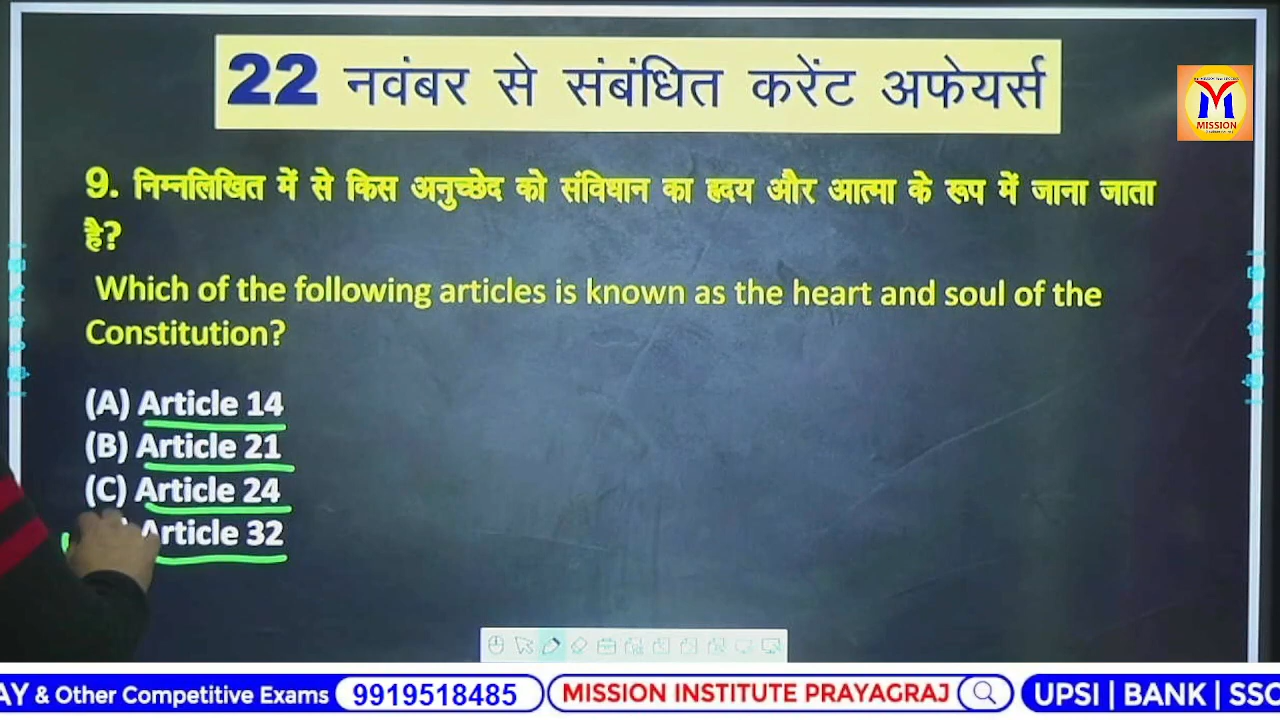 22 नवंबर से संबंधित करेंट अफेयर्स
MISSION
9. निम्नलिखित में से किस अनुच्छेद को संविधान का हृदय और आत्मा के रूप में जाना जाता
है?
Which of the following articles is known as the heart and soul of the
Constitution?
(A) Article 14
(B) Article 21
(C) Article 24
Article 32
AY & Other Competitive Exams 9919518485 MISSION INSTITUTE PRAYAGRAJ UPSI | BANK | SSC